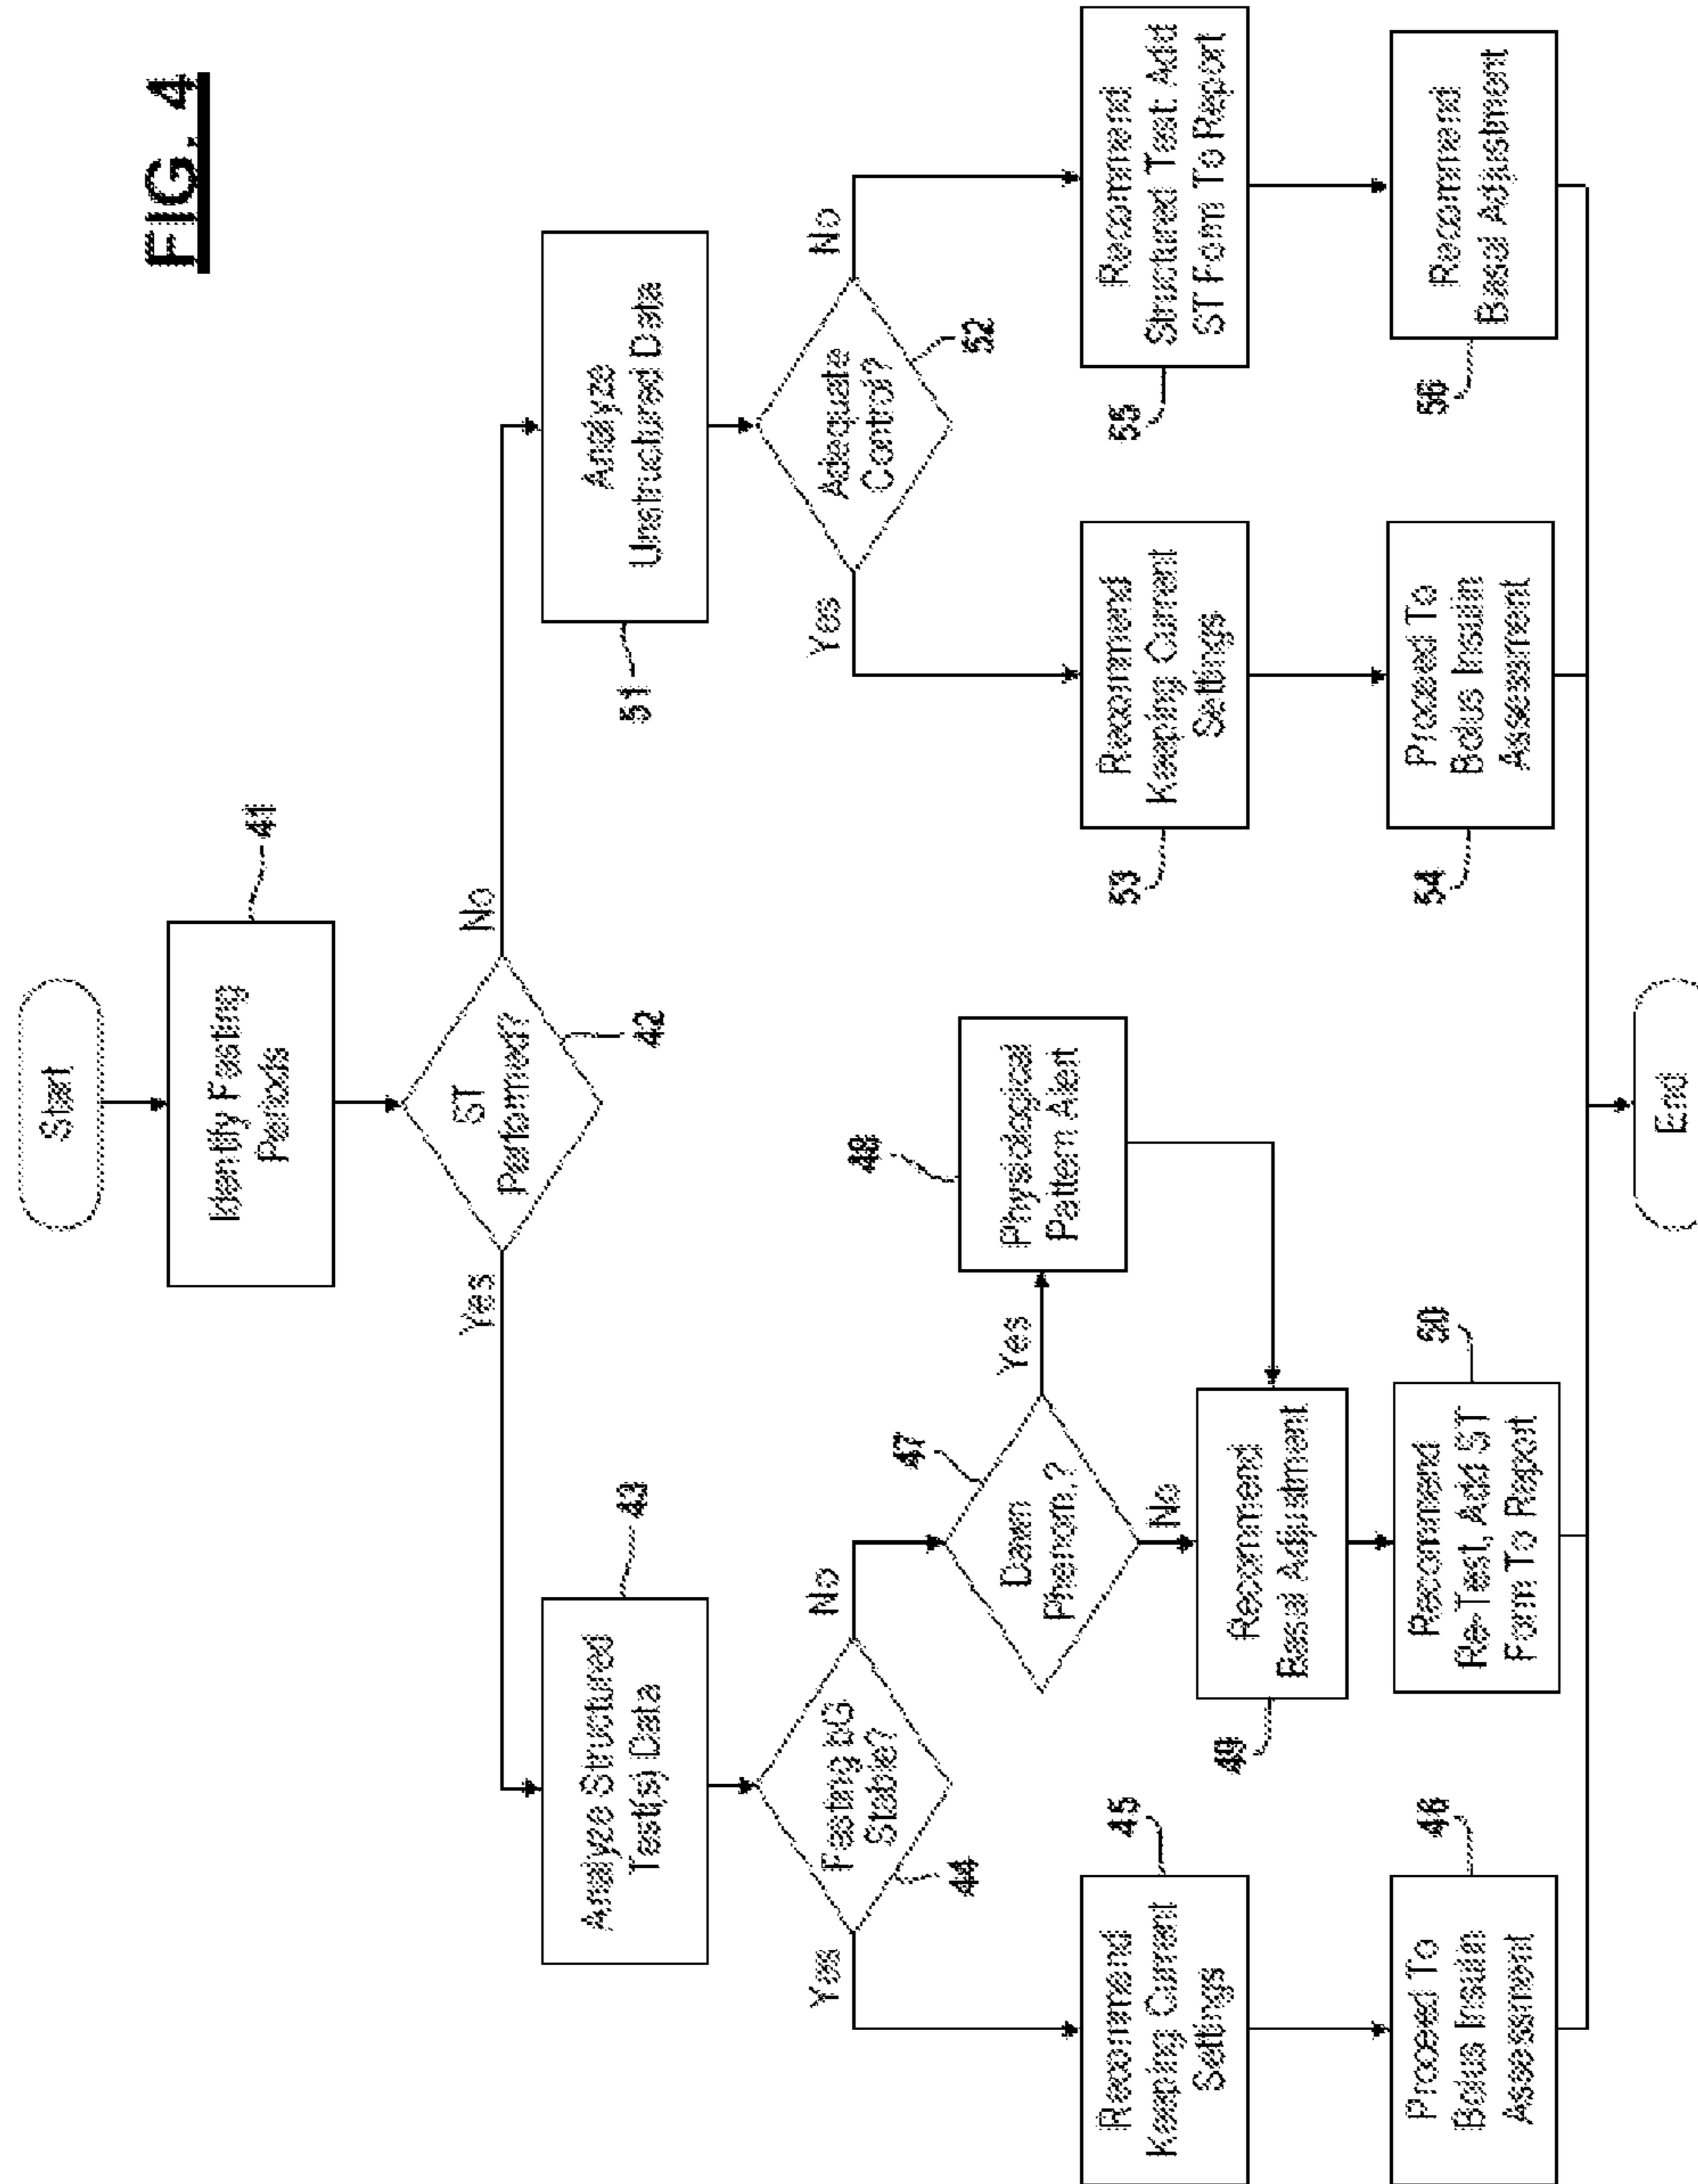 FIG. 4
Start
Identify Fasting
Periods
41
ST
Performed?
42
Yes
No
Analyze Structured
Test(s) Data
43
Analyze
Unstructured Data
51
Fasting bG
Stable?
44
Yes
No
Adequate
Control?
52
Yes
No
Dawn
Phenom.?
47
Yes
No
Physiological
Pattern Alert
48
Recommend
Keeping Current
Settings
45
Recommend
Basal Adjustment
49
Recommend
Keeping Current
Settings
53
Recommend
Structured Test: Add
ST Form To Report
55
Proceed To
Bolus Insulin
Assessment
46
Recommend
Re-Test, Add ST
Form To Report
50
Proceed To
Bolus Insulin
Assessment
54
Recommend
Basal Adjustment
56
End